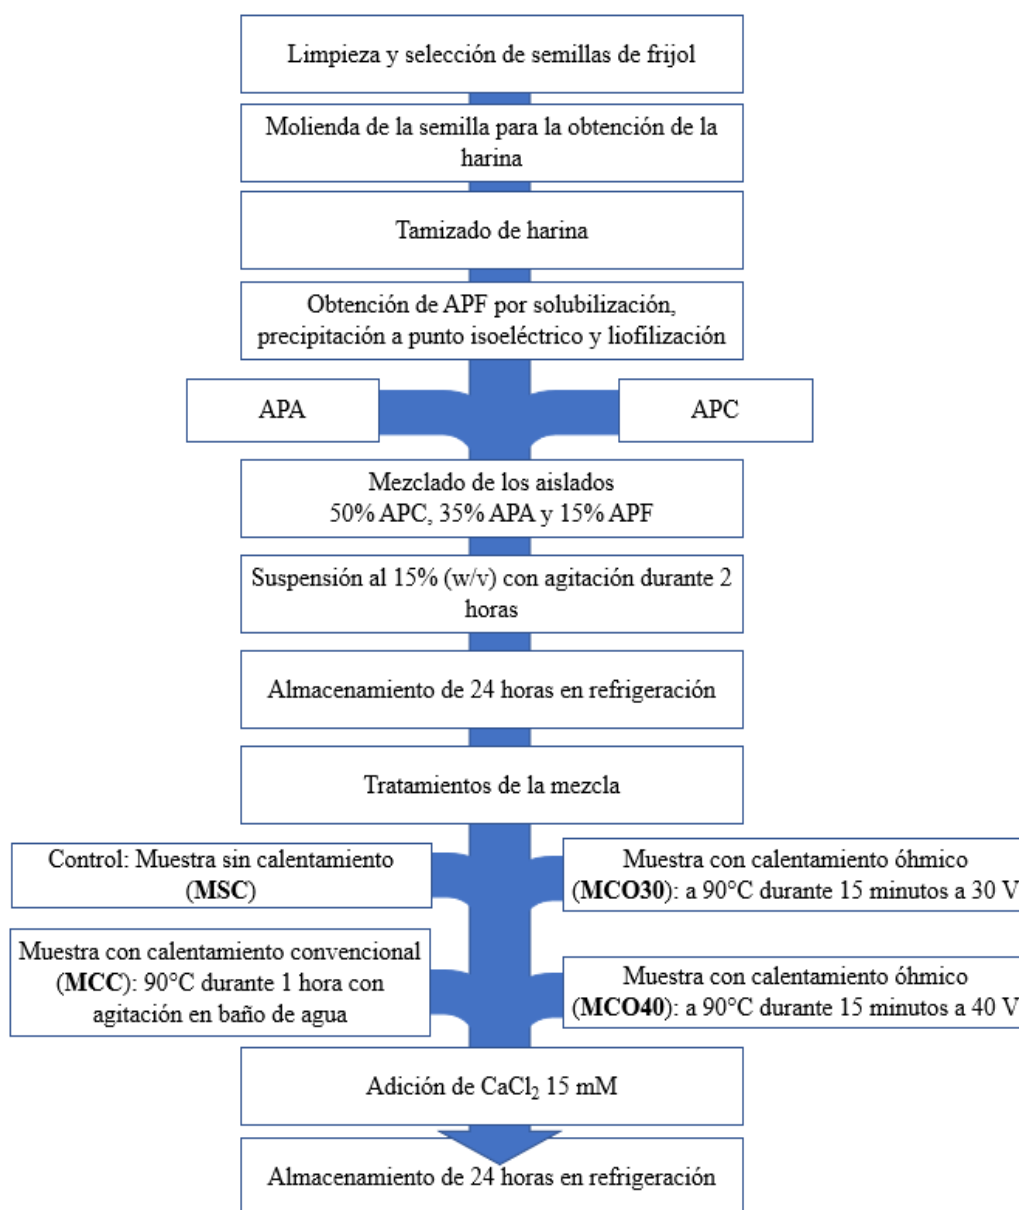 Limpieza y selección de semillas de frijol
Molienda de la semilla para la obtención de la
harina
Tamizado de harina
Obtención de APF por solubilización,
precipitación a punto isoeléctrico y liofilización
APA
APC
Mezclado de los aislados
50% APC, 35% APA y 15% APF
Suspensión al 15% (w/v) con agitación durante 2
horas
Almacenamiento de 24 horas en refrigeración
Tratamientos de la mezcla
Control: Muestra sin calentamiento
(MSC)
Muestra con calentamiento óhmico
(MCO30): a 90°C durante 15 minutos a 30 V
Muestra con calentamiento convencional
(MCC): 90°C durante 1 hora con
agitación en baño de agua
Muestra con calentamiento óhmico
(MCO40): a 90°C durante 15 minutos a 40 V
Adición de CaCl₂ 15 mM
Almacenamiento de 24 horas en refrigeración